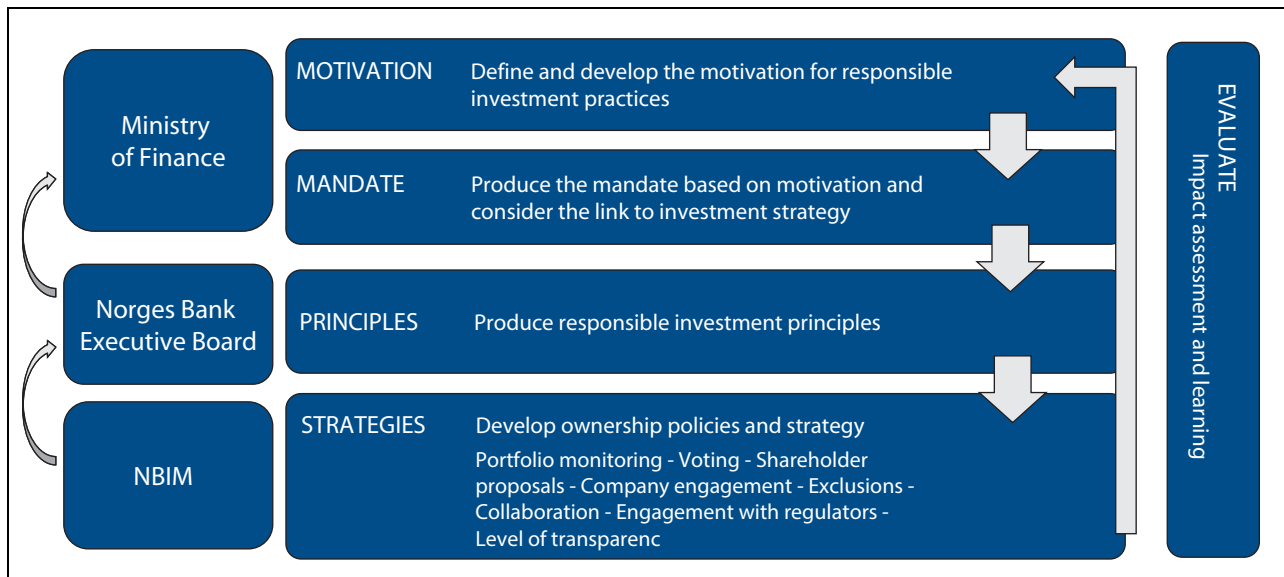 Ministry
of Finance
MOTIVATION Define and develop the motivation for responsible
investment practices
MANDATE Produce the mandate based on motivation and
consider the link to investment strategy
Norges Bank
Executive Board
PRINCIPLES Produce responsible investment principles
NBIM
STRATEGIES Develop ownership policies and strategy
Portfolio monitoring - Voting - Shareholder
proposals - Company engagement - Exclusions -
Collaboration - Engagement with regulators -
Level of transparenc
EVALUATE
Impact assessment and learning